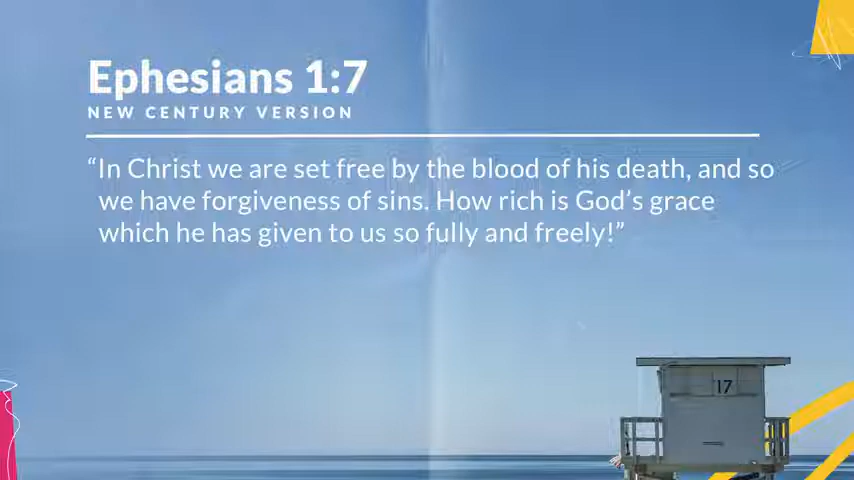 Ephesians 1:7
NEW CENTURY VERSION
“In Christ we are set free by the blood of his death, and so
we have forgiveness of sins. How rich is God’s grace
which he has given to us so fully and freely!”
17